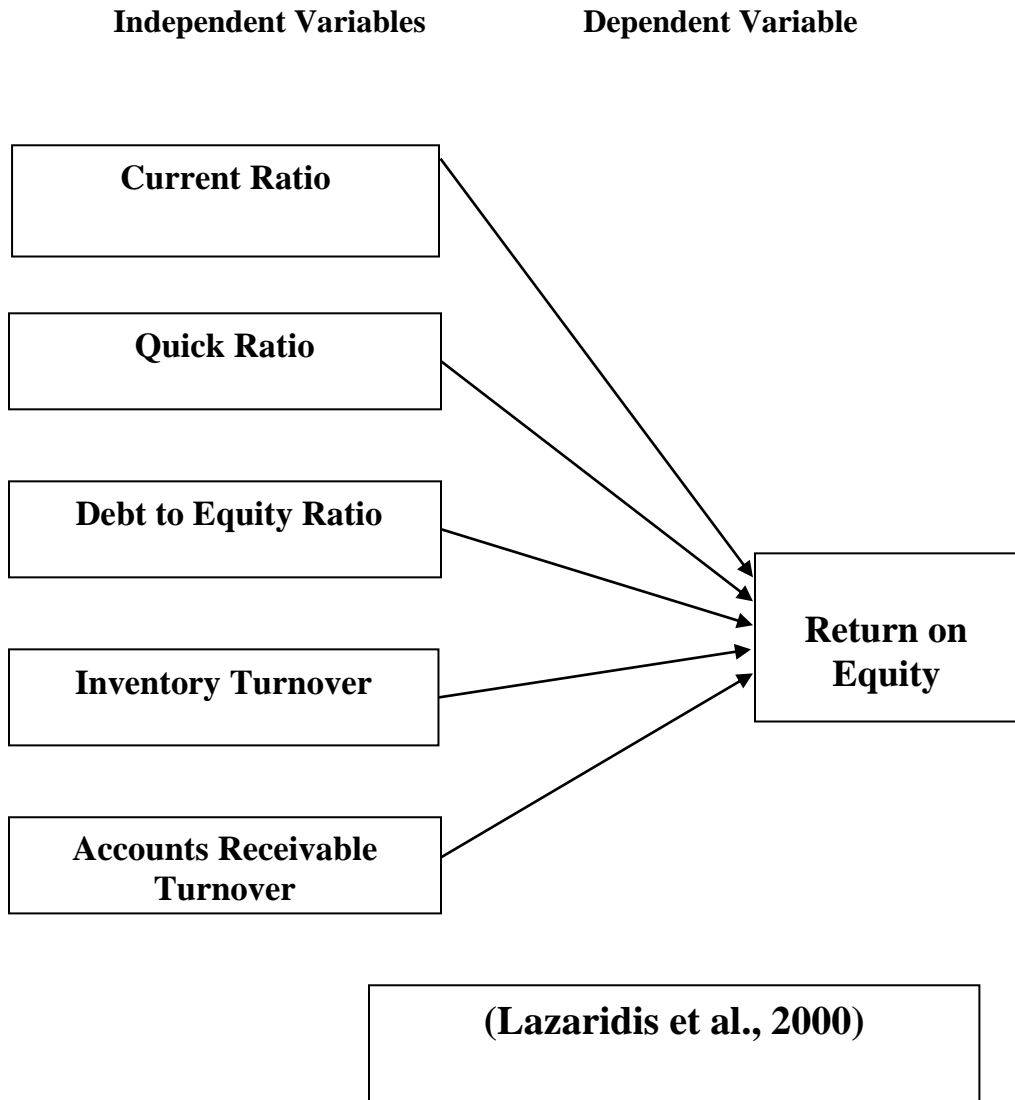 Independent Variables Dependent Variable
Current Ratio
Quick Ratio
Debt to Equity Ratio
Return on
Equity
Inventory Turnover
Accounts Receivable
Turnover
(Lazaridis et al., 2000)